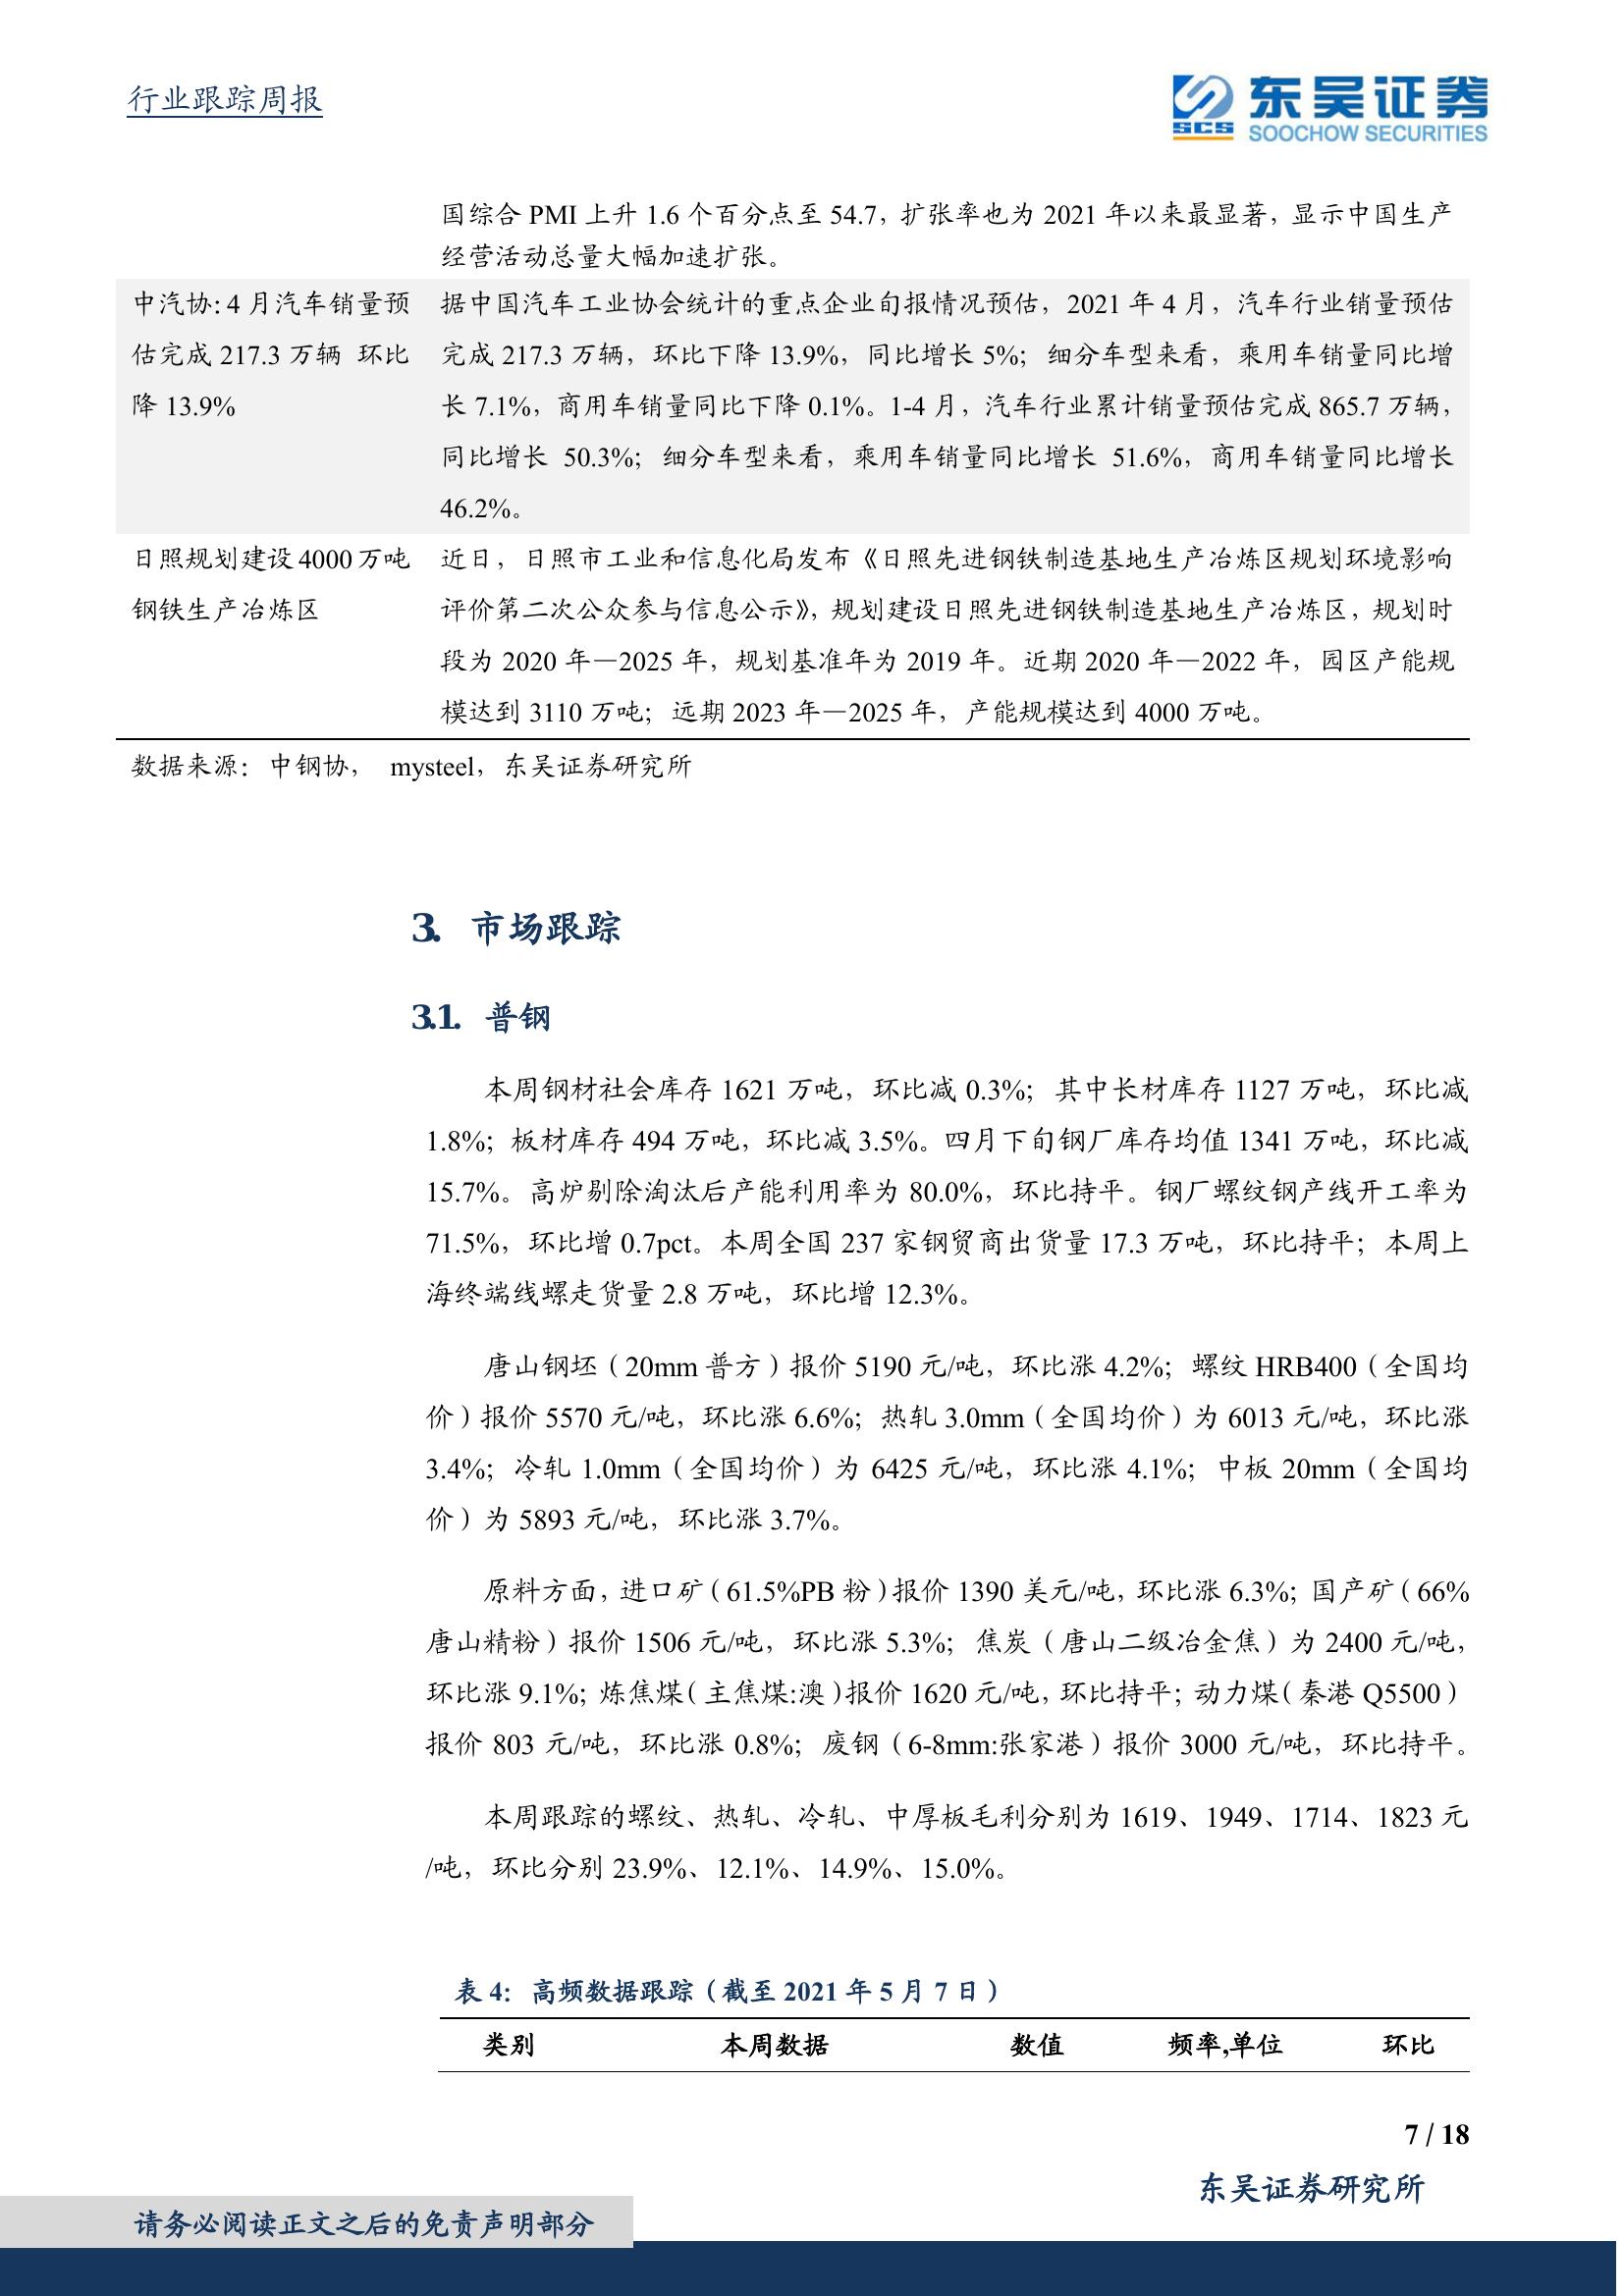 行业跟踪周报
东吴证券
SCS
SOOCHOW SECURITIES
国综合 PMI 上升 1.6 个百分点至 54.7，扩张率也为 2021 年以来最显著，显示中国生产
经营活动总量大幅加速扩张。
中汽协: 4 月汽车销量预
估完成 217.3 万辆 环比
降 13.9%
据中国汽车工业协会统计的重点企业旬报情况预估，2021 年 4 月，汽车行业销量预估
完成 217.3 万辆，环比下降 13.9%，同比增长 5%；细分车型来看，乘用车销量同比增
长 7.1%，商用车销量同比下降 0.1%。1-4 月，汽车行业累计销量预估完成 865.7 万辆，
同比增长 50.3%；细分车型来看，乘用车销量同比增长 51.6%，商用车销量同比增长
46.2%。
日照规划建设 4000 万吨
钢铁生产冶炼区
近日，日照市工业和信息化局发布《日照先进钢铁制造基地生产冶炼区规划环境影响
评价第二次公众参与信息公示》，规划建设日照先进钢铁制造基地生产冶炼区，规划时
段为 2020 年—2025 年，规划基准年为 2019 年。近期 2020 年—2022 年，园区产能规
模达到 3110 万吨；远期 2023 年—2025 年，产能规模达到 4000 万吨。
数据来源：中钢协， mysteel，东吴证券研究所
3. 市场跟踪
3.1. 普钢
本周钢材社会库存 1621 万吨，环比减 0.3%；其中长材库存 1127 万吨，环比减
1.8%；板材库存 494 万吨，环比减 3.5%。四月下旬钢厂库存均值 1341 万吨，环比减
15.7%。高炉剔除淘汰后产能利用率为 80.0%，环比持平。钢厂螺纹钢产线开工率为
71.5%，环比增 0.7pct。本周全国 237 家钢贸商出货量 17.3 万吨，环比持平；本周上
海终端线螺走货量 2.8 万吨，环比增 12.3%。
唐山钢坯（20mm 普方）报价 5190 元/吨，环比涨 4.2%；螺纹 HRB400（全国均
价）报价 5570 元/吨，环比涨 6.6%；热轧 3.0mm（全国均价）为 6013 元/吨，环比涨
3.4%；冷轧 1.0mm（全国均价）为 6425 元/吨，环比涨 4.1%；中板 20mm（全国均
价）为 5893 元/吨，环比涨 3.7%。
原料方面，进口矿（61.5%PB 粉）报价 1390 美元/吨，环比涨 6.3%；国产矿（66%
唐山精粉）报价 1506 元/吨，环比涨 5.3%；焦炭（唐山二级冶金焦）为 2400 元/吨，
环比涨 9.1%；炼焦煤（主焦煤:澳）报价 1620 元/吨，环比持平；动力煤（秦港 Q5500）
报价 803 元/吨，环比涨 0.8%；废钢（6-8mm:张家港）报价 3000 元/吨，环比持平。
本周跟踪的螺纹、热轧、冷轧、中厚板毛利分别为 1619、1949、1714、1823 元
/吨，环比分别 23.9%、12.1%、14.9%、15.0%。
表 4： 高频数据跟踪（截至 2021 年 5 月 7 日）
类别 本周数据 数值 频率,单位 环比
7 / 18
东吴证券研究所
请务必阅读正文之后的免责声明部分